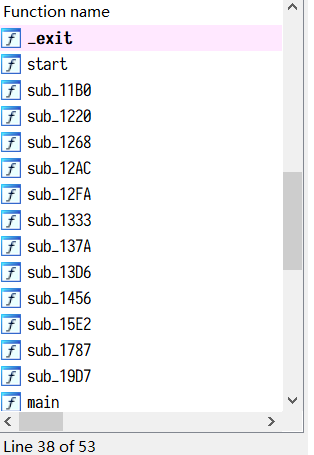 Function name
_exit
start
sub_11B0
sub_1220
sub_1268
sub_12AC
sub_12FA
sub_1333
sub_137A
sub_13D6
sub_1456
sub_15E2
sub_1787
sub_19D7
main
Line 38 of 53